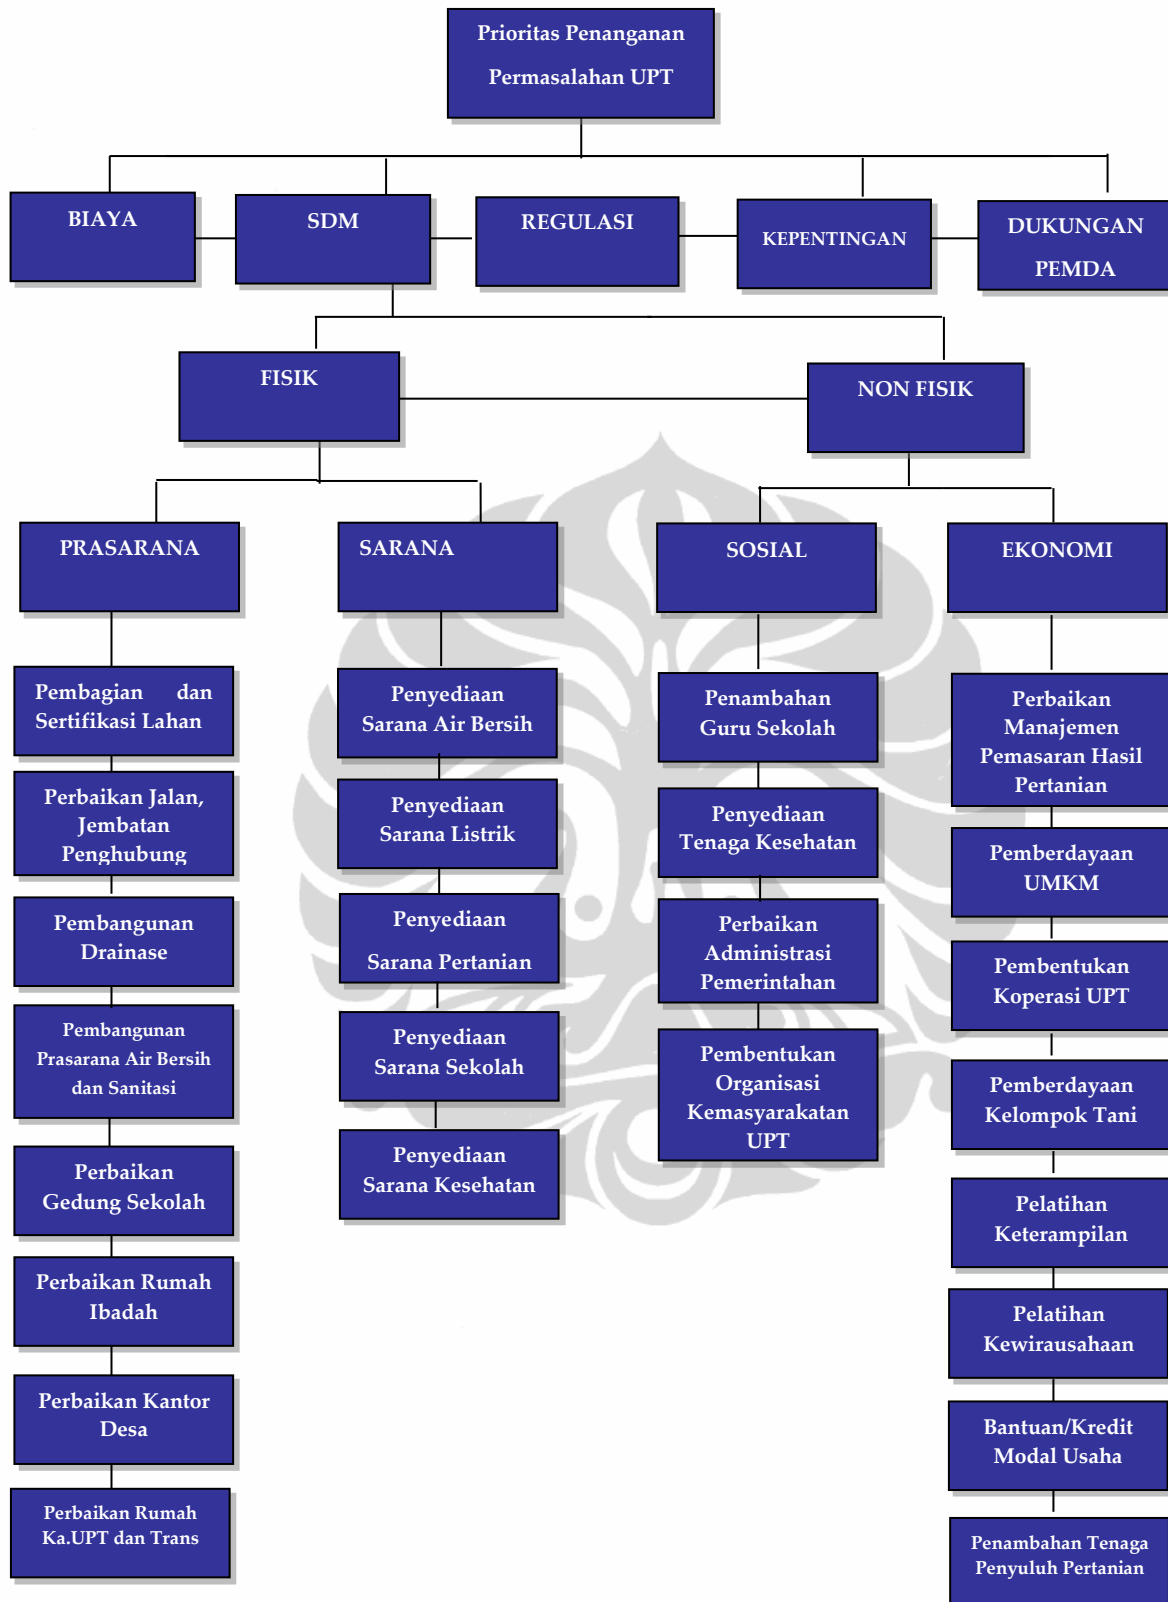 Prioritas Penanganan
Permasalahan UPT
BIAYA
SDM
REGULASI
KEPENTINGAN
DUKUNGAN
PEMDA
FISIK
NON FISIK
PRASARANA
SARANA
SOSIAL
EKONOMI
Pembagian dan
Sertifikasi Lahan
Perbaikan Jalan,
Jembatan
Penghubung
Pembangunan
Drainase
Pembangunan
Prasarana Air Bersih
dan Sanitasi
Perbaikan
Gedung Sekolah
Perbaikan Rumah
Ibadah
Perbaikan Kantor
Desa
Perbaikan Rumah
Ka.UPT dan Trans
Penyediaan
Sarana Air Bersih
Penyediaan
Sarana Listrik
Penyediaan
Sarana Pertanian
Penyediaan
Sarana Sekolah
Penyediaan
Sarana Kesehatan
Penambahan
Guru Sekolah
Penyediaan
Tenaga Kesehatan
Perbaikan
Administrasi
Pemerintahan
Pembentukan
Organisasi
Kemasyarakatan
UPT
Perbaikan
Manajemen
Pemasaran Hasil
Pertanian
Pemberdayaan
UMKM
Pembentukan
Koperasi UPT
Pemberdayaan
Kelompok Tani
Pelatihan
Keterampilan
Pelatihan
Kewirausahaan
Bantuan/Kredit
Modal Usaha
Penambahan Tenaga
Penyuluh Pertanian